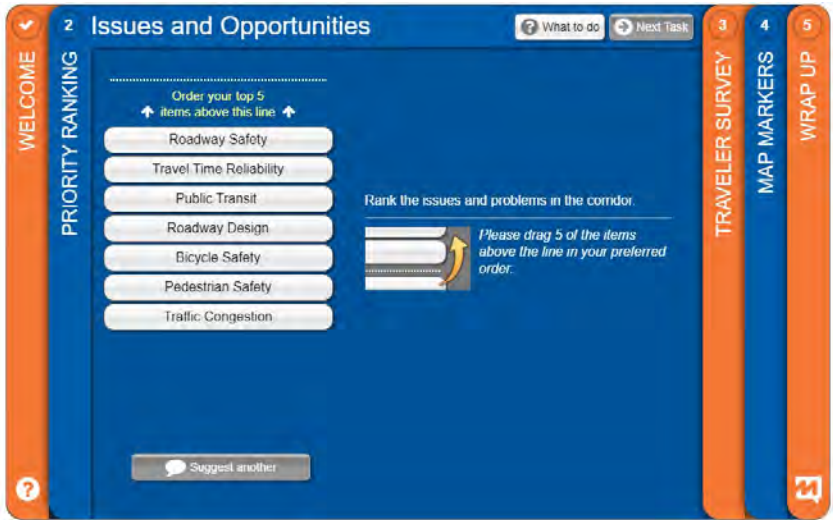 WELCOME
2
PRIORITY RANKING
Issues and Opportunities
What to do
Next Task
Order your top 5
items above this line
Roadway Safety
Travel Time Reliability
Public Transit
Roadway Design
Bicycle Safety
Pedestrian Safety
Traffic Congestion
Suggest another
Rank the issues and problems in the corridor.
Please drag 5 of the items
above the line in your preferred
order.
3
TRAVELER SURVEY
4
MAP MARKERS
5
WRAP UP